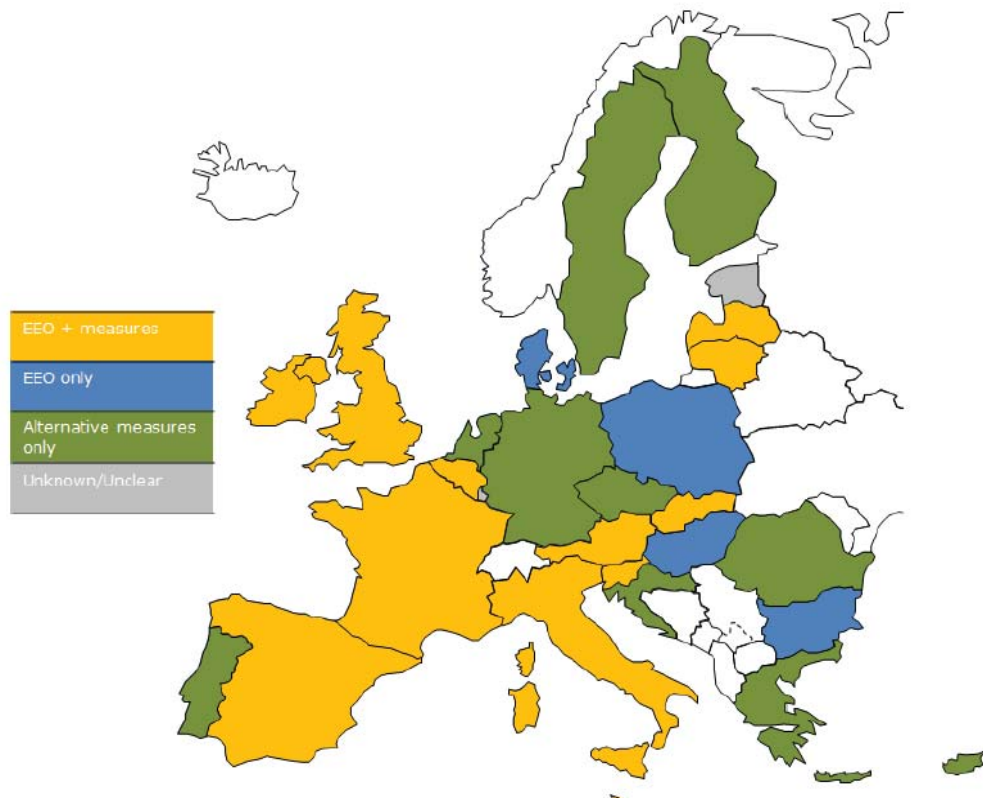 EEO + measures
EEO only
Alternative measures
only
Unknown/Unclear